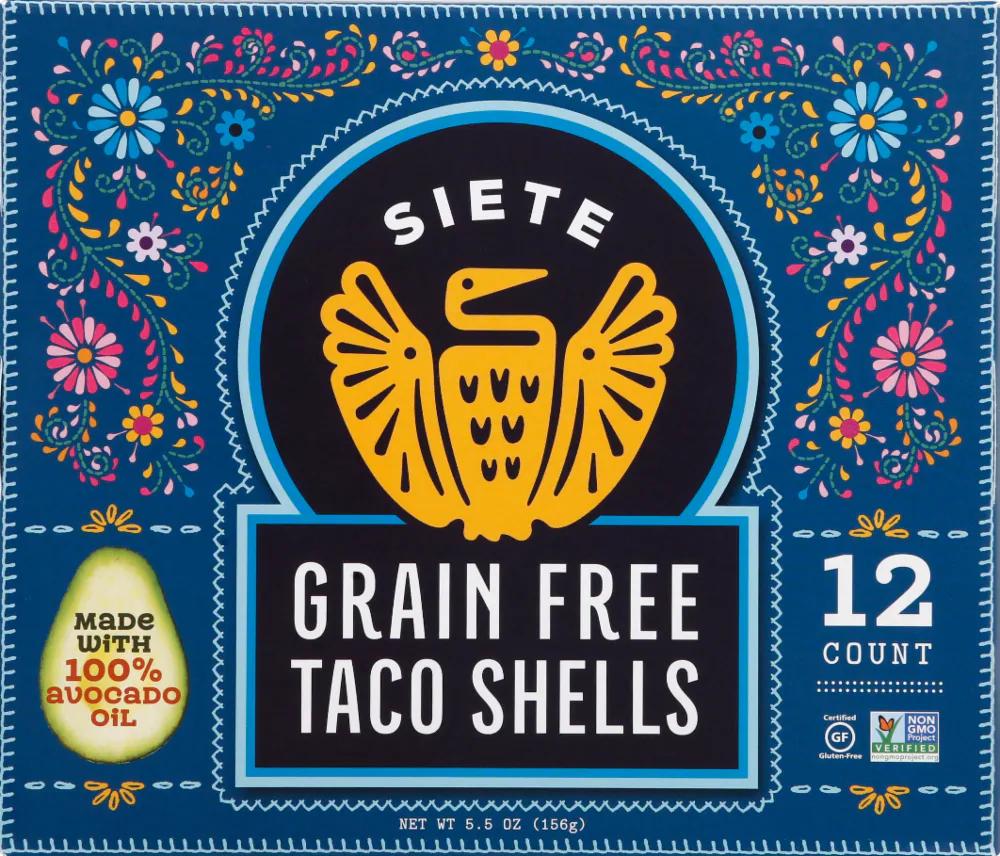 SIETE
GRAIN FREE
TACO SHELLS
MADE
WITH
100%
AVOCADO
OIL
12
COUNT
Certified
GF
Gluten-Free
NON
GMO
Project
VERIFIED
nongmoproject.org
NET WT 5.5 OZ (156g)